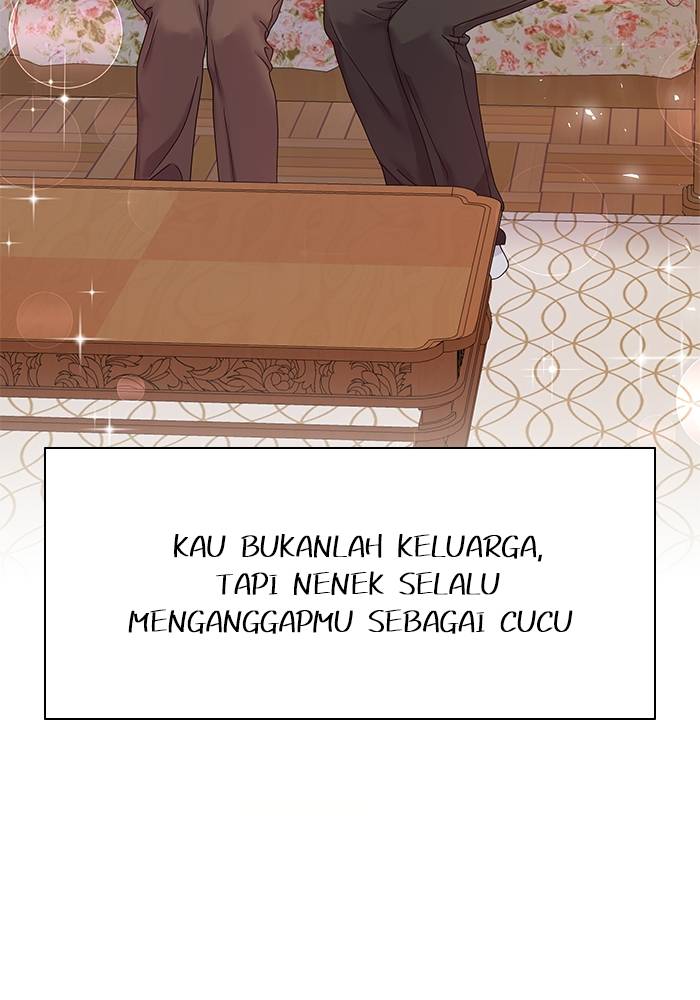 KAU BUKANLAH KELUARGA,
TAPI NENEK SELALU
MENGANGGAPMU SEBAGAI CUCU